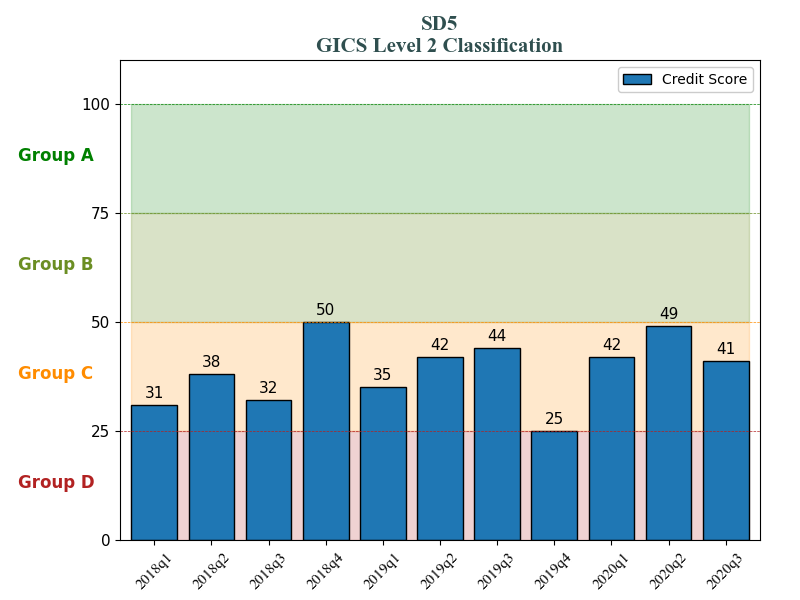 SD5
GICS Level 2 Classification
Credit Score
100
Group A
75
Group B
50
50 49
38 42 44 42 41
Group C
31 32 35
25
25
Group D
0
2018q1 2018q2 2018q3 2018q4 2019q1 2019q2 2019q3 2019q4 2020q1 2020q2 2020q3